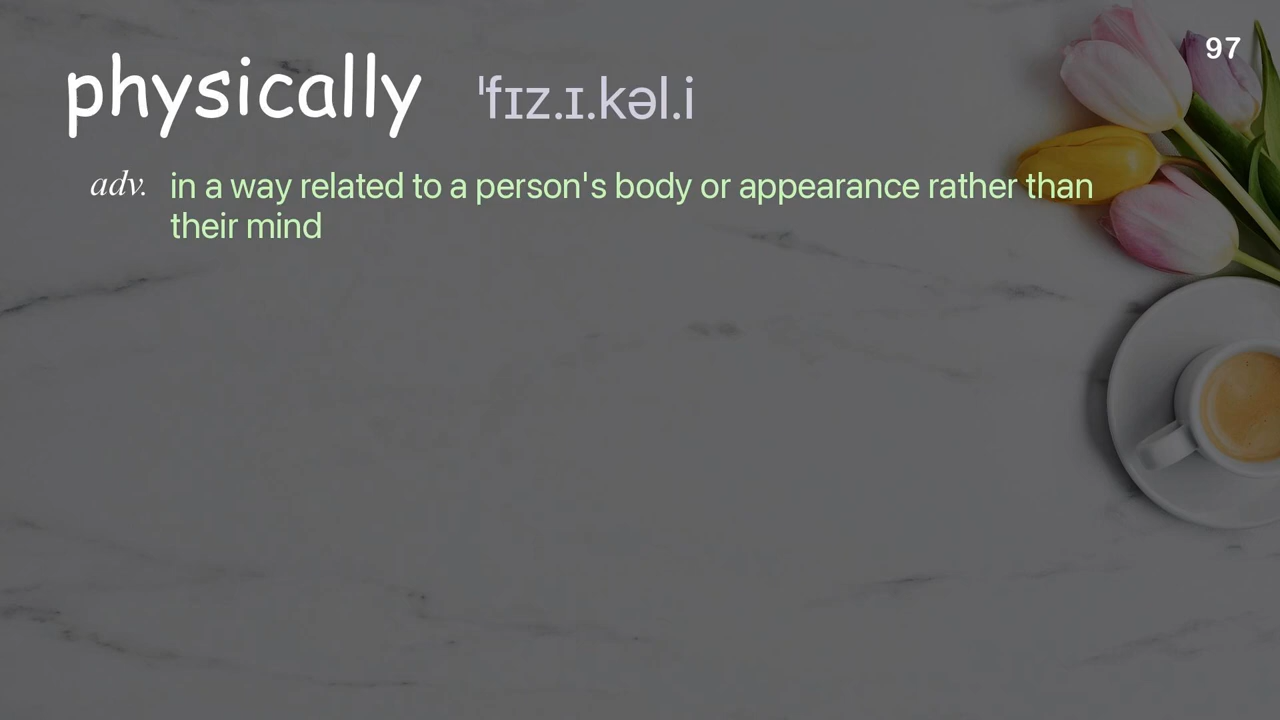 97
physically ˈfɪz.ɪ.kəl.i
adv. in a way related to a person's body or appearance rather than
their mind